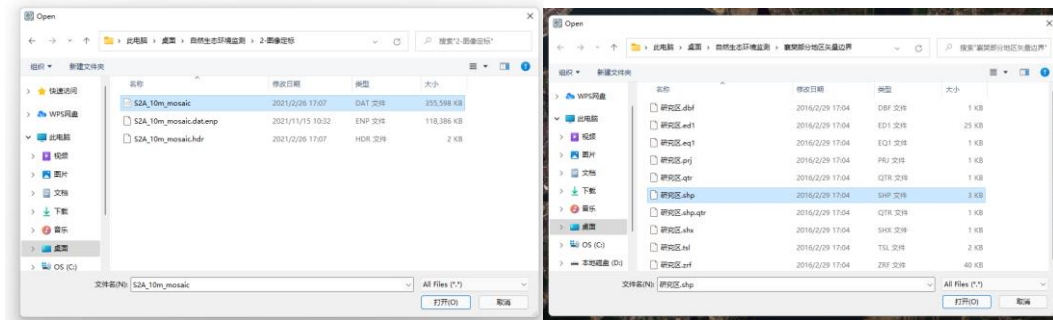 Open
此电脑 › 桌面 › 自然生态环境监测 › 2-图像定标
搜索"2-图像定标"
组织 新建文件夹
名称 修改日期 类型 大小
快速访问
WPS网盘
此电脑
视频
图片
文档
下载
音乐
桌面
OS (C:)
S2A_10m_mosaic 2021/2/26 17:07 DAT 文件 355,598 KB
S2A_10m_mosaic.dat.enp 2021/11/15 10:32 ENP 文件 118,386 KB
S2A_10m_mosaic.hdr 2021/2/26 17:07 HDR 文件 2 KB
文件名(N): S2A_10m_mosaic
All Files (*.*)
打开(O) 取消
Open
此电脑 › 桌面 › 自然生态环境监测 › 襄樊部分地区矢量边界
搜索"襄樊部分地区矢量边界"
组织 新建文件夹
名称 修改日期 类型 大小
WPS网盘
此电脑
视频
图片
文档
下载
音乐
桌面
OS (C:)
本地磁盘 (D:)
研究区.dbf 2016/2/29 17:04 DBF 文件 1 KB
研究区.ed1 2016/2/29 17:04 ED1 文件 25 KB
研究区.eq1 2016/2/29 17:04 EQ1 文件 1 KB
研究区.prj 2016/2/29 17:04 PRJ 文件 1 KB
研究区.qtr 2016/2/29 17:04 QTR 文件 1 KB
研究区.shp 2016/2/29 17:04 SHP 文件 3 KB
研究区.shp.qtr 2016/2/29 17:04 QTR 文件 1 KB
研究区.shx 2016/2/29 17:04 SHX 文件 1 KB
研究区.tsl 2016/2/29 17:04 TSL 文件 2 KB
研究区.zrf 2016/2/29 17:04 ZRF 文件 40 KB
文件名(N): 研究区.shp
All Files (*.*)
打开(O) 取消